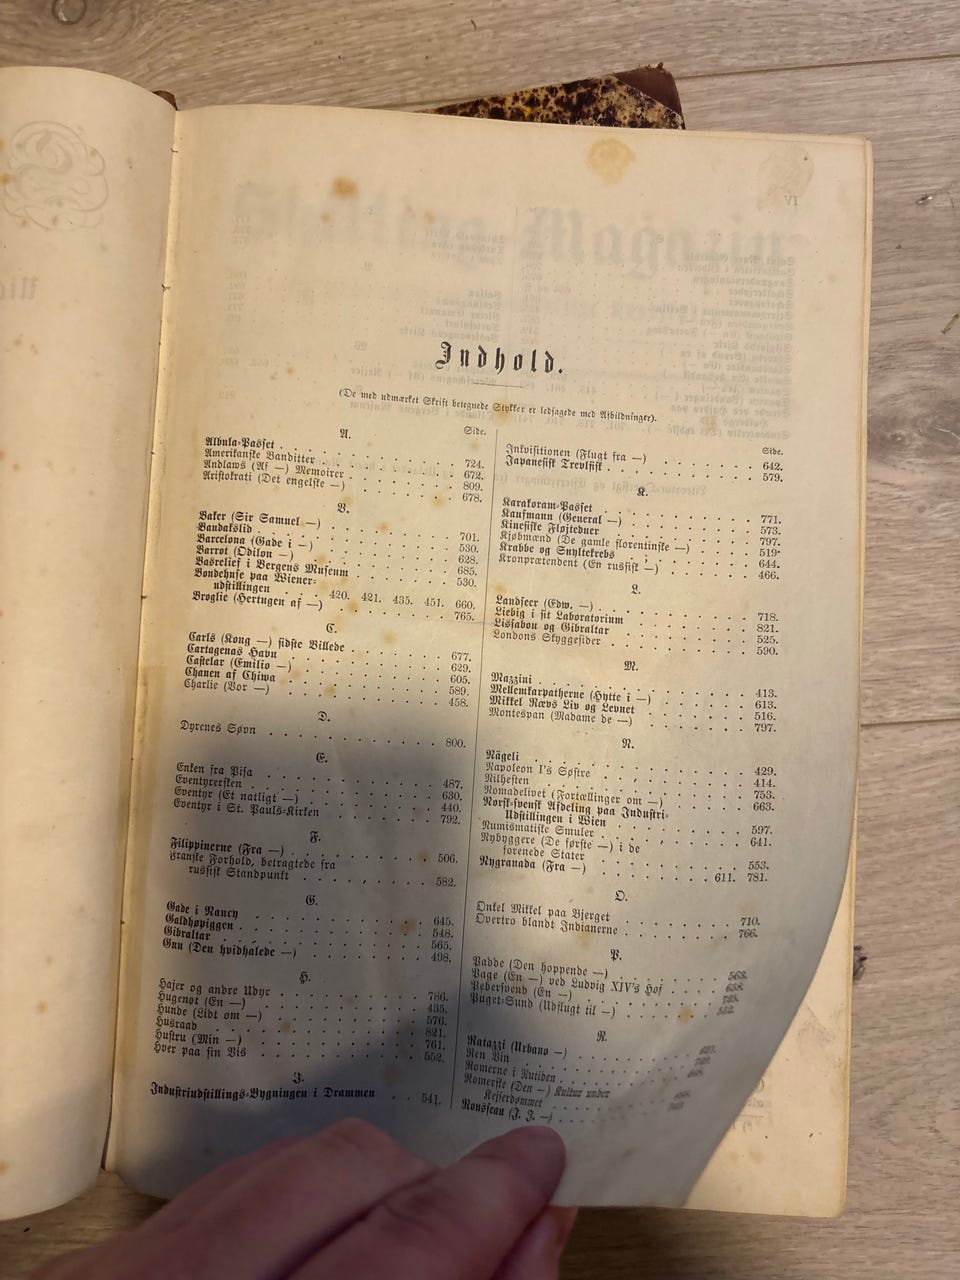 Indhold.
(De med udmærket Skrift betegnede Stykker er ledsagede med Afbildninger).
A. Side.
Albula-Passet . 724.
Amerikanske Banditter 672.
Andlaws (Af —) Memoirer 809.
Aristokrati (Det engelske —) 678.
B.
Baker (Sir Samuel —) 701.
Bandakslid 530.
Barcelona (Gade i —) 628.
Barrot (Odilon —) 685.
Basrelief i Bergens Museum 530.
Bondehuse paa Wiener-
udstillingen 420. 421. 435. 451. 660.
Broglie (Hertugen af —) 765.
C.
Carls (Kong —) sidste Billede 677.
Cartagenas Havn 629.
Castelar (Emilio —) 605.
Chanen af Chiwa 589.
Charlie (Vor —) 458.
D.
Dyrenes Søvn 800.
E.
Enken fra Pisa 487.
Eventyrersken 630.
Eventyr (Et natligt —) 440.
Eventyr i St. Pauls-Kirken 792.
F.
Filippinerne (Fra —) 506.
Franske Forhold, betragtede fra
russisk Standpunkt 582.
G.
Gade i Nancy 645.
Galdhøpiggen 548.
Gibraltar 565.
Gnu (Den hvidhalede —) 498.
H.
Hajer og andre Udyr 786.
Hugenot (En —) 435.
Hunde (Lidt om —) 576.
Husraad 821.
Hustru (Min —) 761.
Hver paa sin Vis 552.
I.
Industriudstillings-Bygningen i Drammen 541.
Side.
Inkvisitionen (Flugt fra —) 642.
Japanesisk Trevlsilk 579.
K.
Karakoram-Passet 771.
Kaufmann (General —) 573.
Kinesiske Fløjtedner 797.
Kjøbmænd (De gamle florentinske —) 519.
Krabbe og Snyltekrebs 644.
Kronprætendent (En russisk —) 466.
L.
Landseer (Edw. —) 718.
Liebig i sit Laboratorium 821.
Lissabon og Gibraltar 525.
Londons Skyggesider 590.
M.
Mazzini 413.
Mellemkarpatherne (Hytte i —) 613.
Mikkel Rævs Liv og Levnet 516.
Montespan (Madame de —) 797.
N.
Nägeli 429.
Napoleon I's Søfire 414.
Nilhesten 753.
Nomadelivet (Fortællinger om —) 663.
Norsk-svensk Afdeling paa Industri-
Udstillingen i Wien 597.
Numismatiske Smuler 641.
Nybyggere (De første —) i de
forenede Stater 553.
Nygranada (Fra —) 611. 781.
O.
Onkel Mikkel paa Bjerget 710.
Overtro blandt Indianerne 766.
P.
Padde (Den hoppende —) 568.
Page (En —) ved Ludvig XIV's Hof 658.
Pebersvend (En —)
Puget-Sund (Udflugt til —)
R.
Ratazzi (Urbano —)
Ren Vin
Romerne i Nutiden
Romerske (Den —) Kultur under
Kejserdømmet
Rousseau (J. J. —)